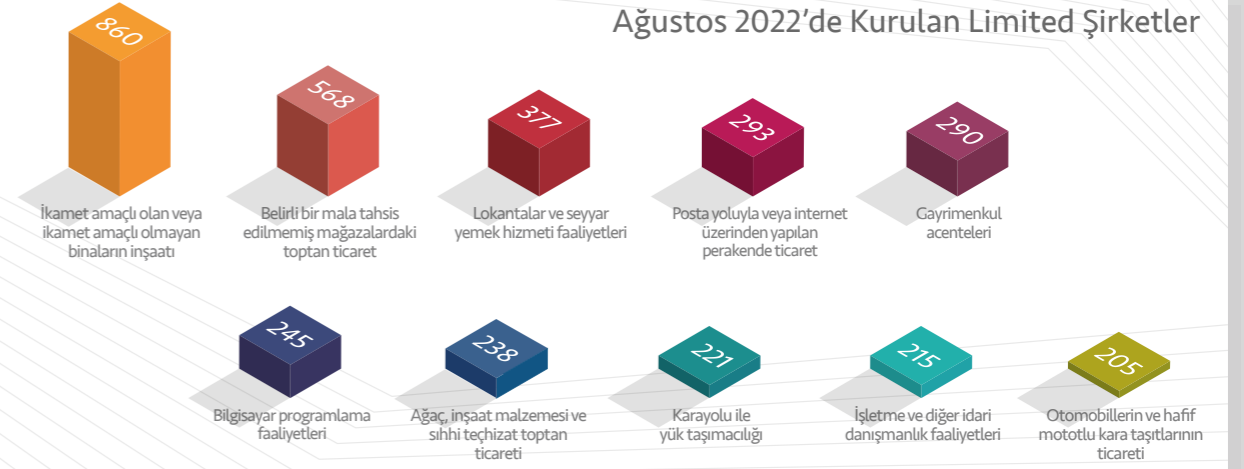 Ağustos 2022’de Kurulan Limited Şirketler
860
568
377
293
290
İkamet amaçlı olan veya
ikamet amaçlı olmayan
binaların inşaatı
Belirli bir mala tahsis
edilmemiş mağazalardaki
toptan ticaret
Lokantalar ve seyyar
yemek hizmeti faaliyetleri
Posta yoluyla veya internet
üzerinden yapılan
perakende ticaret
Gayrimenkul
acenteleri
245
238
221
215
205
Bilgisayar programlama
faaliyetleri
Ağaç, inşaat malzemesi ve
sıhhi teçhizat toptan
ticareti
Karayolu ile
yük taşımacılığı
İşletme ve diğer idari
danışmanlık faaliyetleri
Otomobillerin ve hafif
mototlu kara taşıtlarının
ticareti